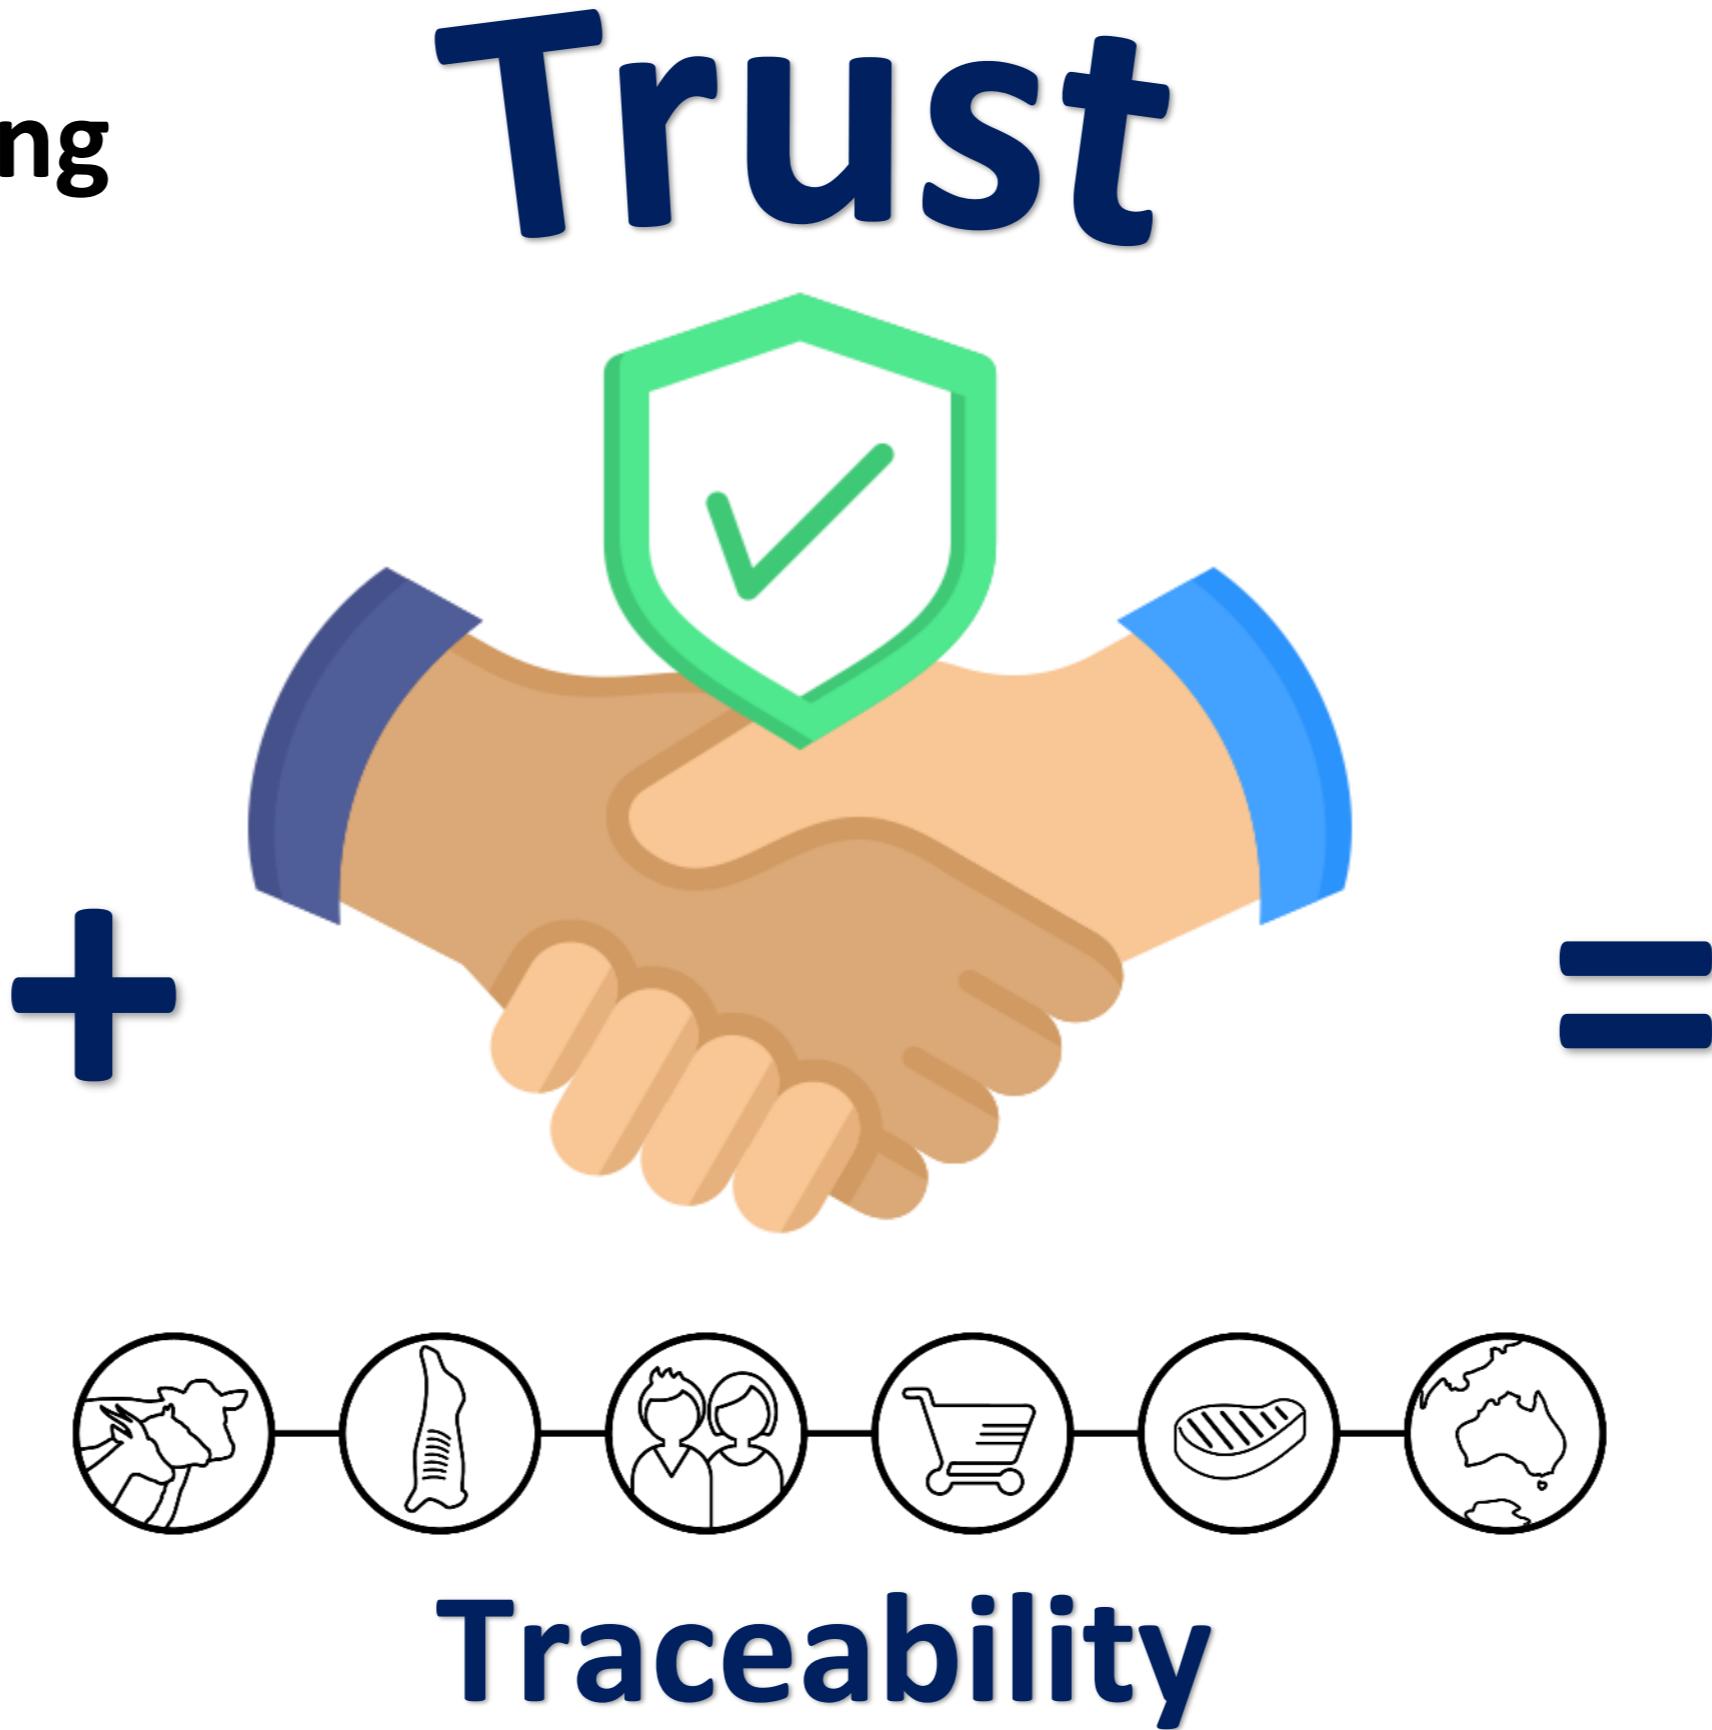 Trust
ng
+
=
Traceability